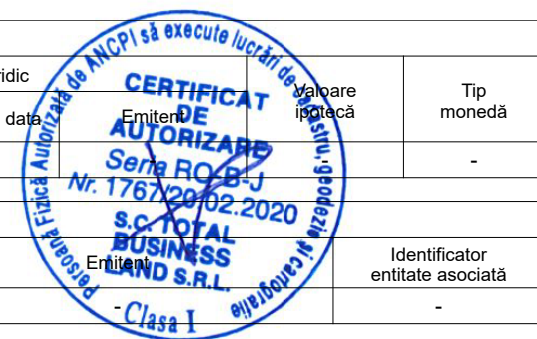 ridic
data
Emitent
Valoare
ipotecă
Tip
monedă
-
-
-
Emitent
Identificator
entitate asociată
-
-
Persoană Fizică Autorizată de ANCPI să execute lucrări de cadastru, geodezie și cartografie
CERTIFICAT
DE
AUTORIZARE
Seria RO-B-J
Nr. 1767/20.02.2020
S.C. TOTAL
BUSINESS
LAND S.R.L.
Clasa I